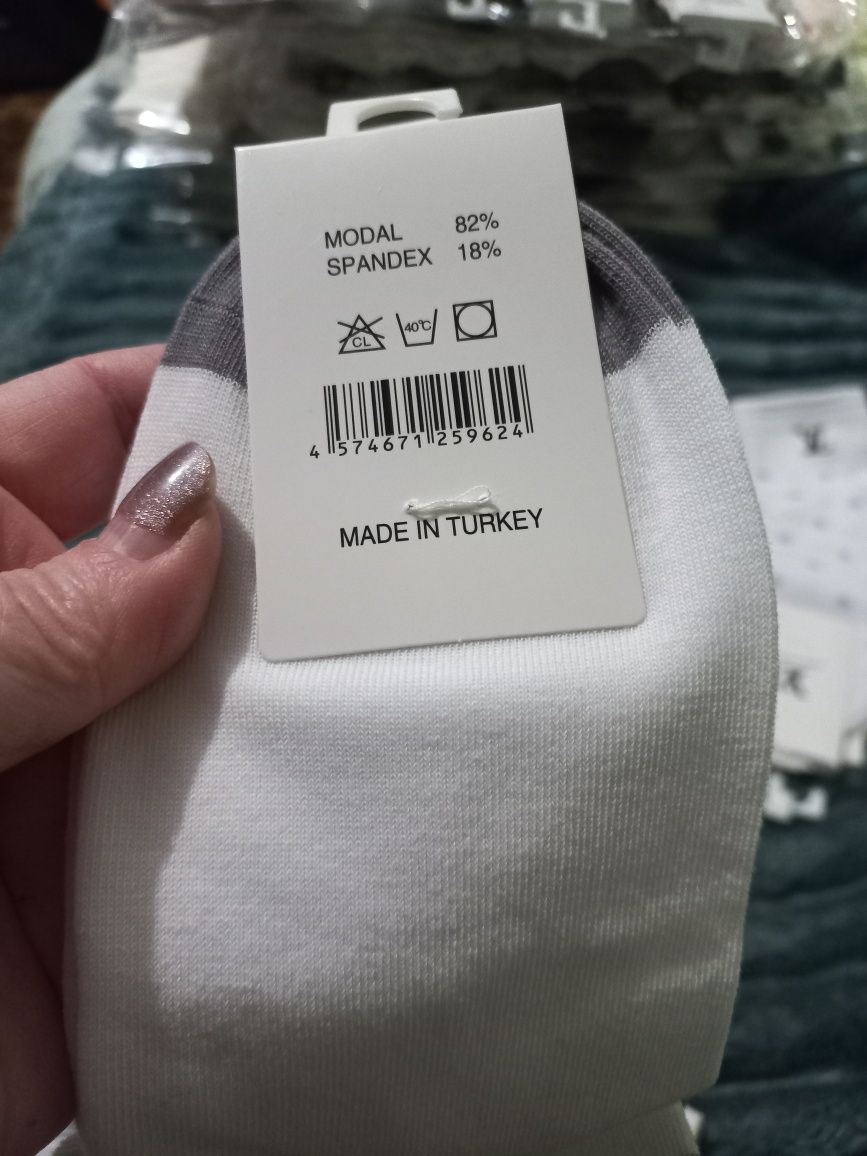 MODAL 82%
SPANDEX 18%
CL 40°C
4 574671 259624
MADE IN TURKEY